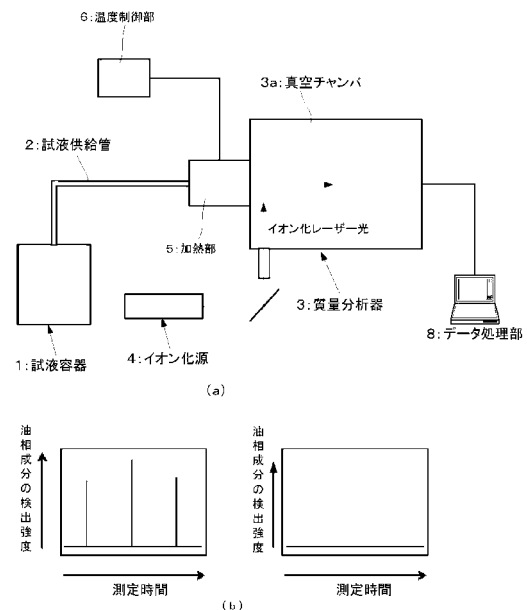 6:温度制御部
3a:真空チャンバ
2:試液供給管
5:加熱部
イオン化レーザー光
3:質量分析器
4:イオン化源
1:試液容器
8:データ処理部
(a)
油相成分の検出強度
測定時間
油相成分の検出強度
測定時間
(b)